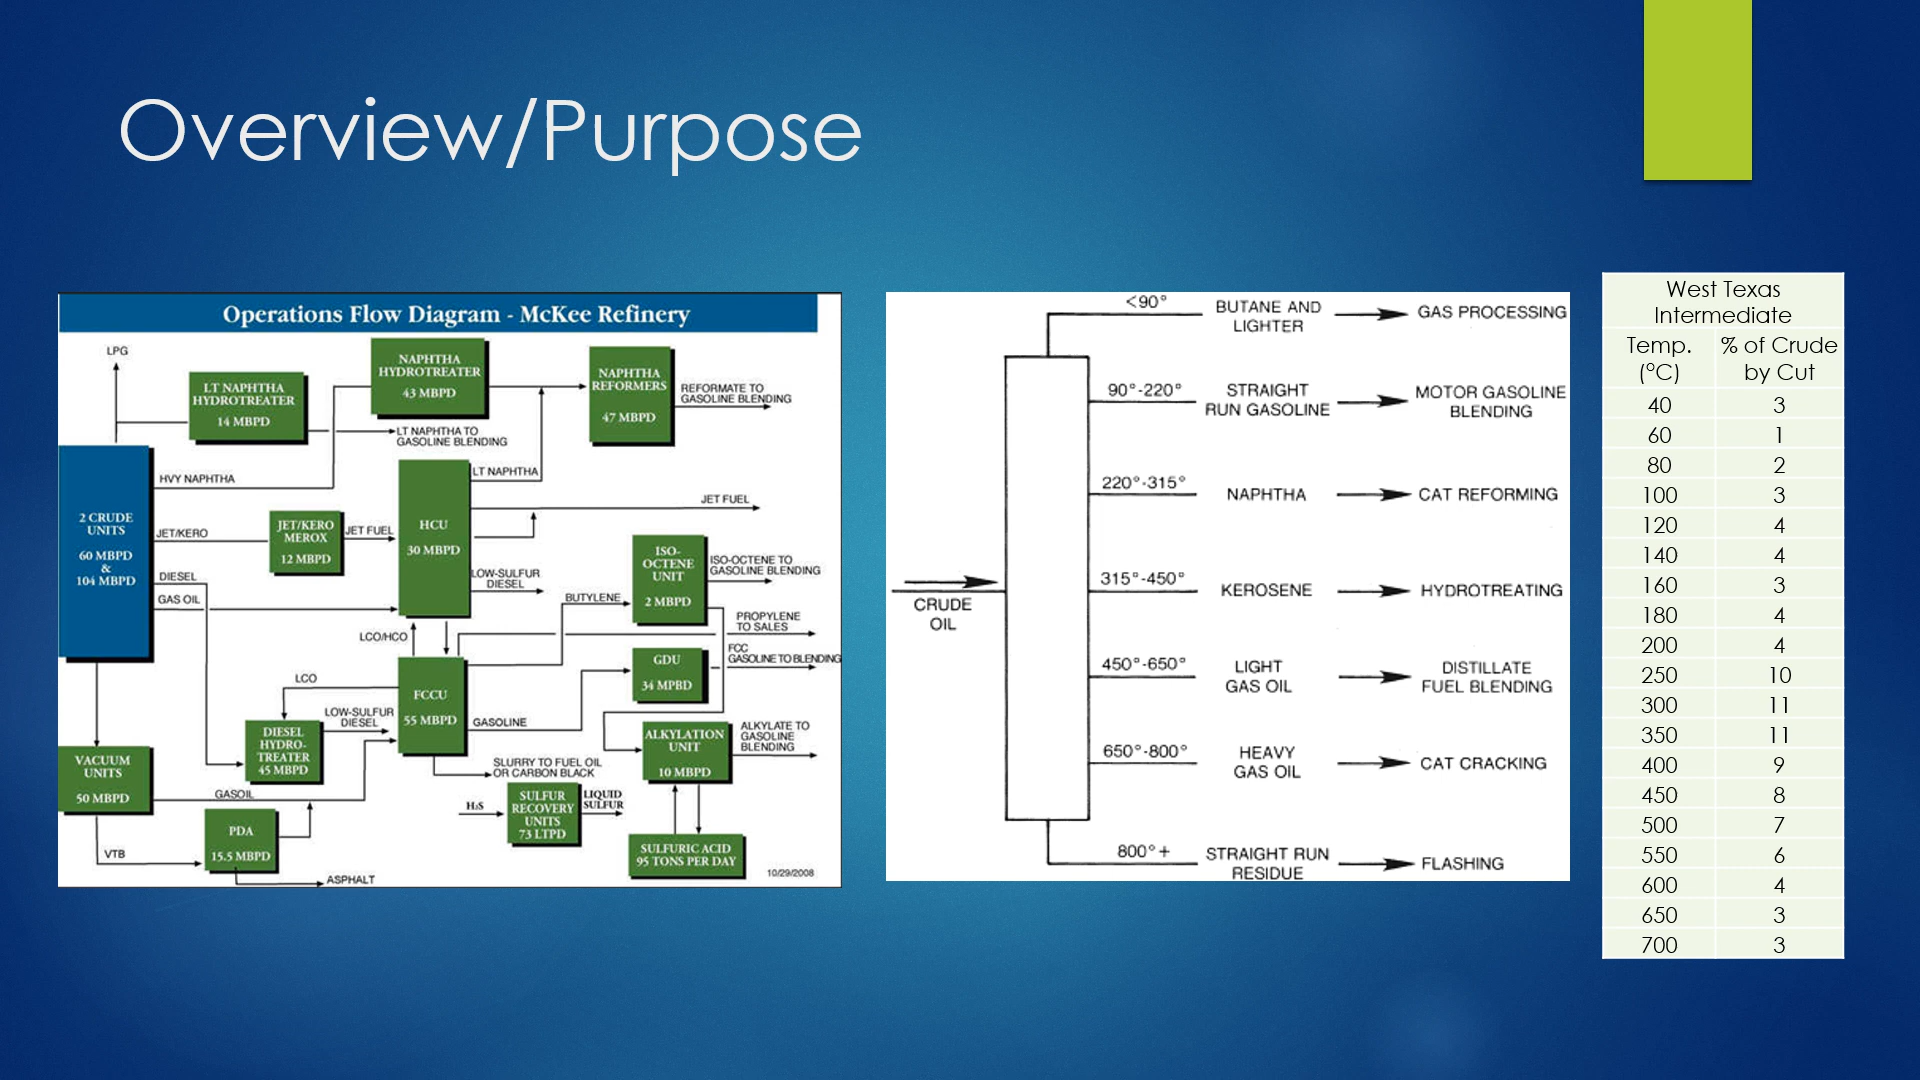 Overview/Purpose
Operations Flow Diagram - McKee Refinery
LPG
LT NAPHTHA
HYDROTREATER
14 MBPD
NAPHTHA
HYDROTREATER
43 MBPD
NAPHTHA
REFORMERS
47 MBPD
REFORMATE TO
GASOLINE BLENDING
LT NAPHTHA TO
GASOLINE BLENDING
HVY NAPHTHA
LT NAPHTHA
2 CRUDE
UNITS
60 MBPD
&
104 MBPD
JET/KERO
JET/KERO
MEROX
12 MBPD
JET FUEL
HCU
30 MBPD
JET FUEL
DIESEL
GAS OIL
LOW-SULFUR
DIESEL
ISO-
OCTENE
UNIT
2 MBPD
ISO-OCTENE TO
GASOLINE BLENDING
BUTYLENE
PROPYLENE
TO SALES
LCO/HCO
FCC
GASOLINE TO BLENDING
GDU
34 MPBD
LCO
FCCU
55 MBPD
LOW-SULFUR
DIESEL
GASOLINE
DIESEL
HYDRO-
TREATER
45 MBPD
ALKYLATION
UNIT
10 MBPD
ALKYLATE TO
GASOLINE
BLENDING
VACUUM
UNITS
50 MBPD
SLURRY TO FUEL OIL
OR CARBON BLACK
GASOIL
H₂S
SULFUR
RECOVERY
UNITS
73 LTPD
LIQUID
SULFUR
PDA
15.5 MBPD
VTB
SULFURIC ACID
95 TONS PER DAY
ASPHALT
10/29/2008
<90°
BUTANE AND
LIGHTER
GAS PROCESSING
90°-220°
STRAIGHT
RUN GASOLINE
MOTOR GASOLINE
BLENDING
220°-315°
NAPHTHA
CAT REFORMING
315°-450°
KEROSENE
HYDROTREATING
CRUDE
OIL
450°-650°
LIGHT
GAS OIL
DISTILLATE
FUEL BLENDING
650°-800°
HEAVY
GAS OIL
CAT CRACKING
800°+
STRAIGHT RUN
RESIDUE
FLASHING
West Texas
Intermediate
Temp. % of Crude
(°C) by Cut
40 3
60 1
80 2
100 3
120 4
140 4
160 3
180 4
200 4
250 10
300 11
350 11
400 9
450 8
500 7
550 6
600 4
650 3
700 3